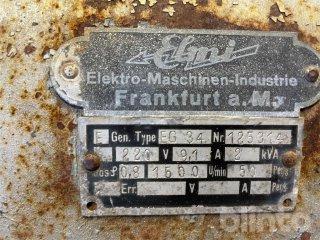 Elmi
Elektro-Maschinen-Industrie
Frankfurt a. M.
E Gen. Type EG 34 Nr. 125314
220 V 9,1 A 2 kVA
cos φ 0,8 1500 U/min 50 Per/s
Err. V A
blinto